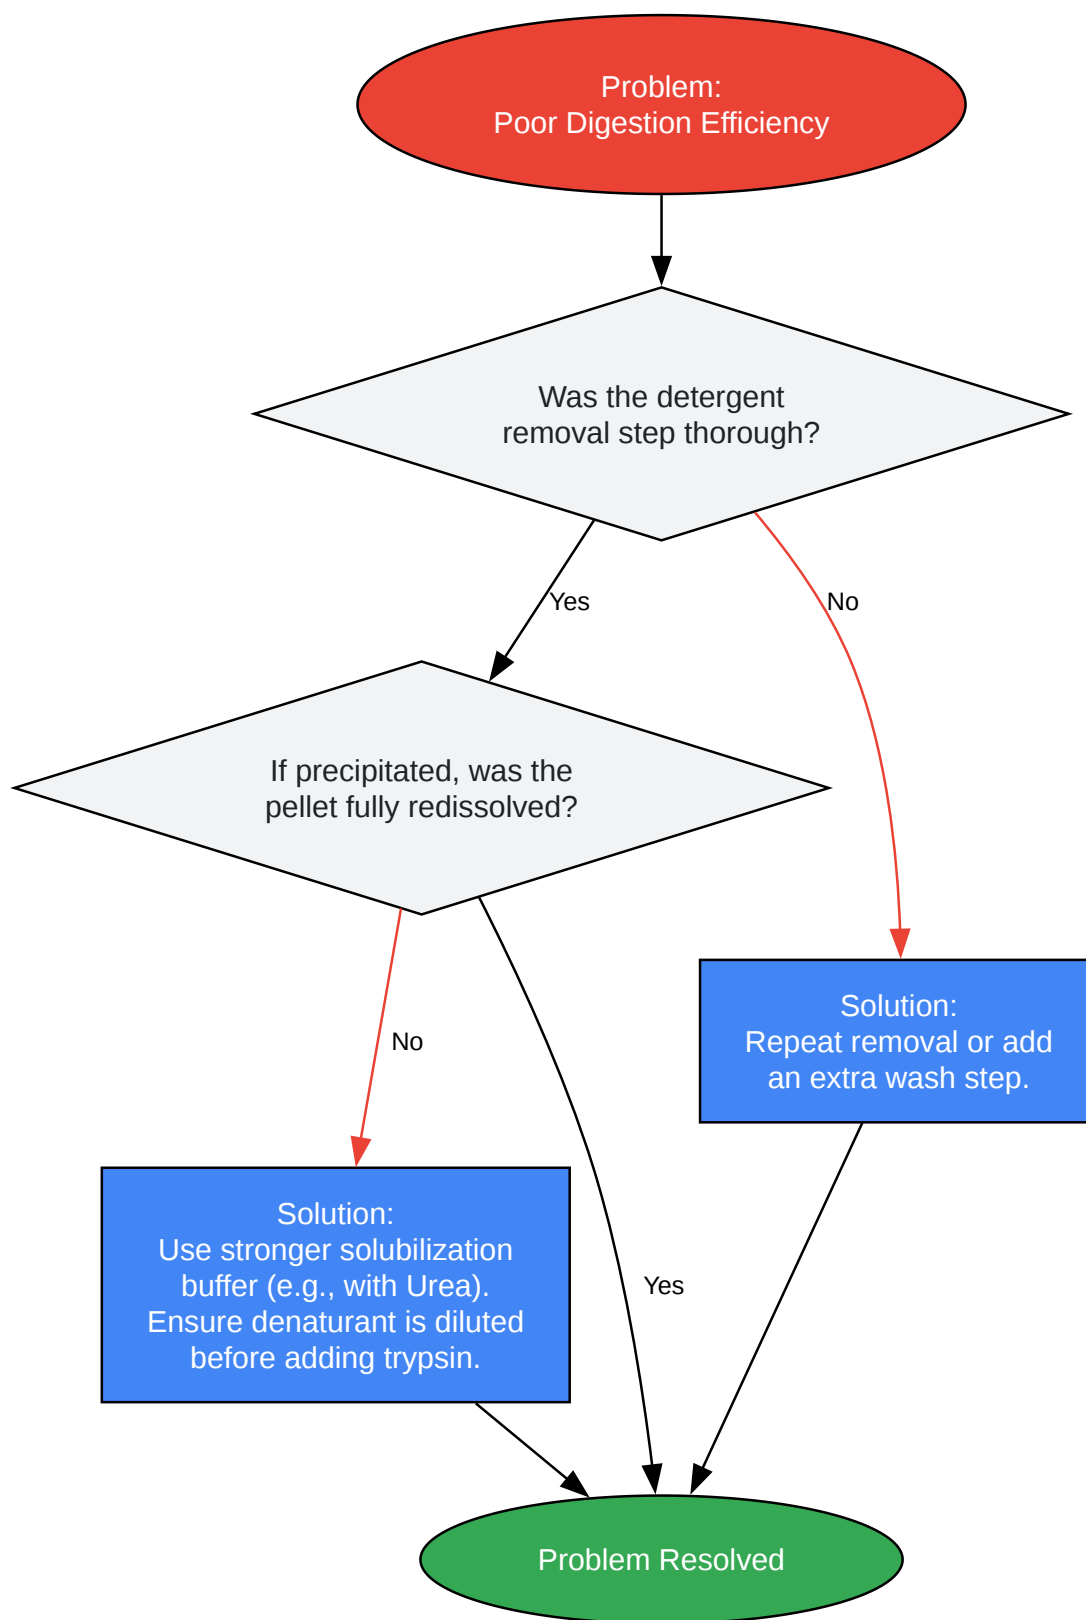 Problem:
Poor Digestion Efficiency
Was the detergent
removal step thorough?
Yes
No
If precipitated, was the
pellet fully redissolved?
Solution:
Repeat removal or add
an extra wash step.
No
Solution:
Use stronger solubilization
buffer (e.g., with Urea).
Ensure denaturant is diluted
before adding trypsin.
Yes
Problem Resolved